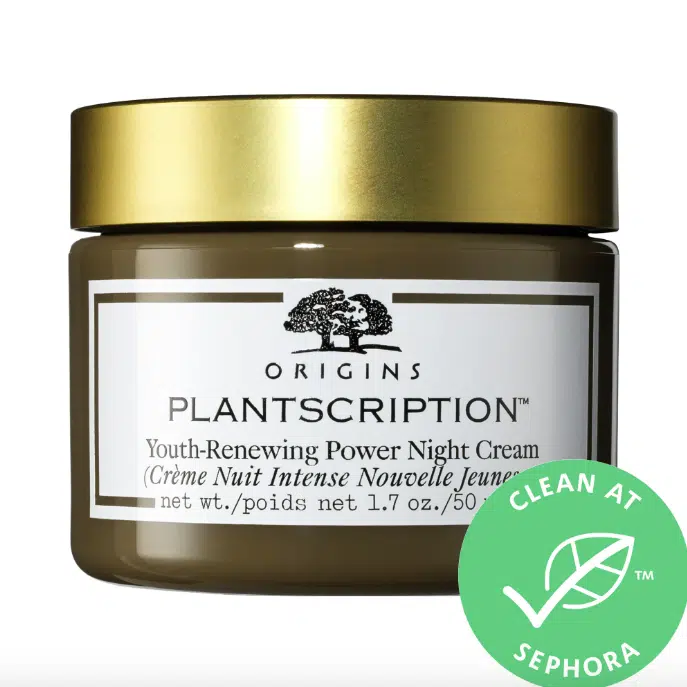 ORIGINS
PLANTSCRIPTION™
Youth-Renewing Power Night Cream
(Crème Nuit Intense Nouvelle
net wt./poids net 1.7 oz./50
CLEAN AT
™
SEPHORA